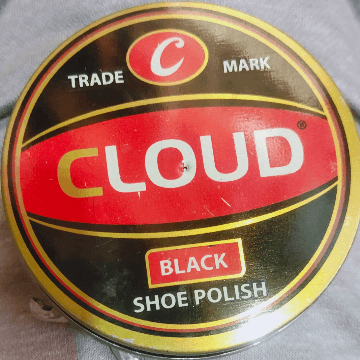 C
TRADE MARK
CLOUD®
BLACK
SHOE POLISH